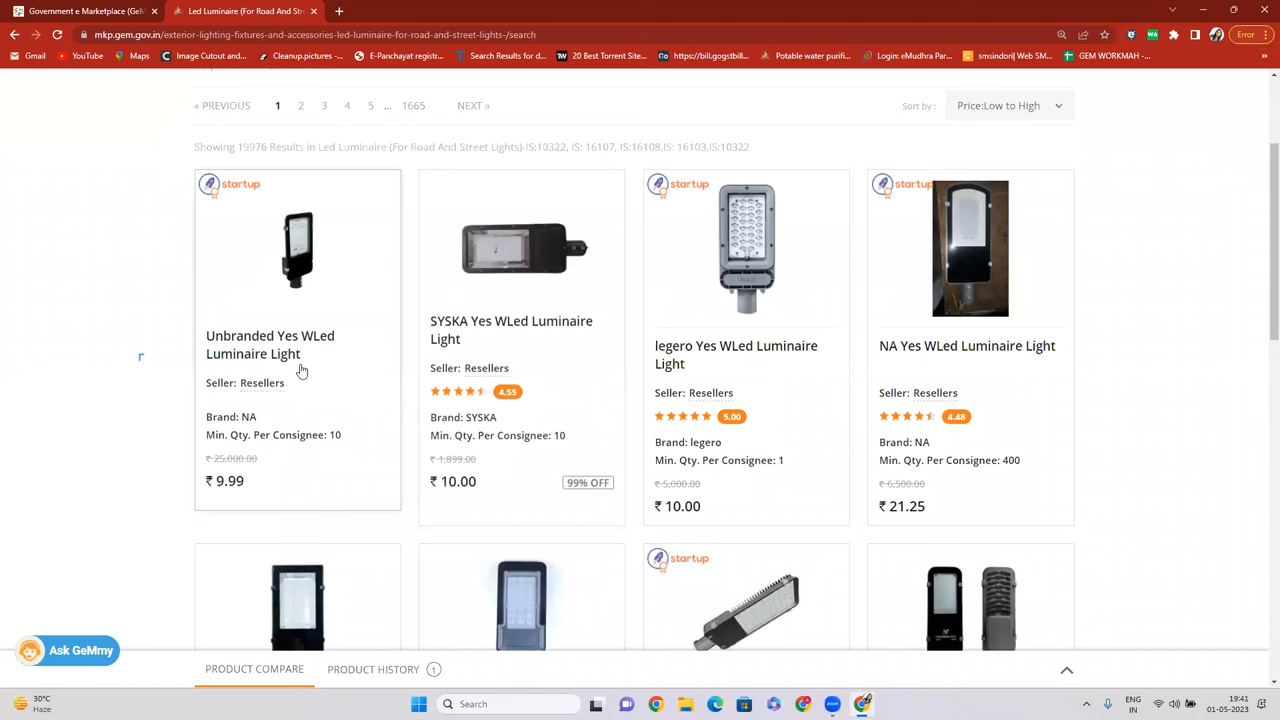 Government e Marketplace (GeM
Led Luminaire (For Road and Str
mkp.gem.gov.in/exterior-lighting-fixtures-and-accessories-led-luminaire-for-road-and-street-lights-/search
Error
Gmail
YouTube
Maps
Image Cutout and...
Cleanup.pictures -...
E-Panchayat registr...
Search Results for d...
20 Best Torrent Site...
https://bill.gogstbill...
Potable water purifi...
Login: eMudhra Par...
smsindori] Web SM...
GEM WORKMAH -...
« PREVIOUS 1 2 3 4 5 ... 1665 NEXT »
Sort by : Price:Low to High
Showing 19976 Results in Led Luminaire (For Road And Street Lights)-IS:10322, IS: 16107, IS:16108,IS: 16103,IS:10322
startup
Unbranded Yes WLed
Luminaire Light
Seller: Resellers
Brand: NA
Min. Qty. Per Consignee: 10
₹ 25,000.00
₹ 9.99
SYSKA Yes WLed Luminaire
Light
Seller: Resellers
4.55
Brand: SYSKA
Min. Qty. Per Consignee: 10
₹ 1,899.00
₹ 10.00
99% OFF
startup
legero Yes WLed Luminaire
Light
Seller: Resellers
5.00
Brand: legero
Min. Qty. Per Consignee: 1
₹ 5,000.00
₹ 10.00
startup
NA Yes WLed Luminaire Light
Seller: Resellers
4.48
Brand: NA
Min. Qty. Per Consignee: 400
₹ 6,500.00
₹ 21.25
startup
Ask GeMmy
PRODUCT COMPARE
PRODUCT HISTORY 1
30°C
Haze
Search
ENG
IN
19:41
01-05-2023